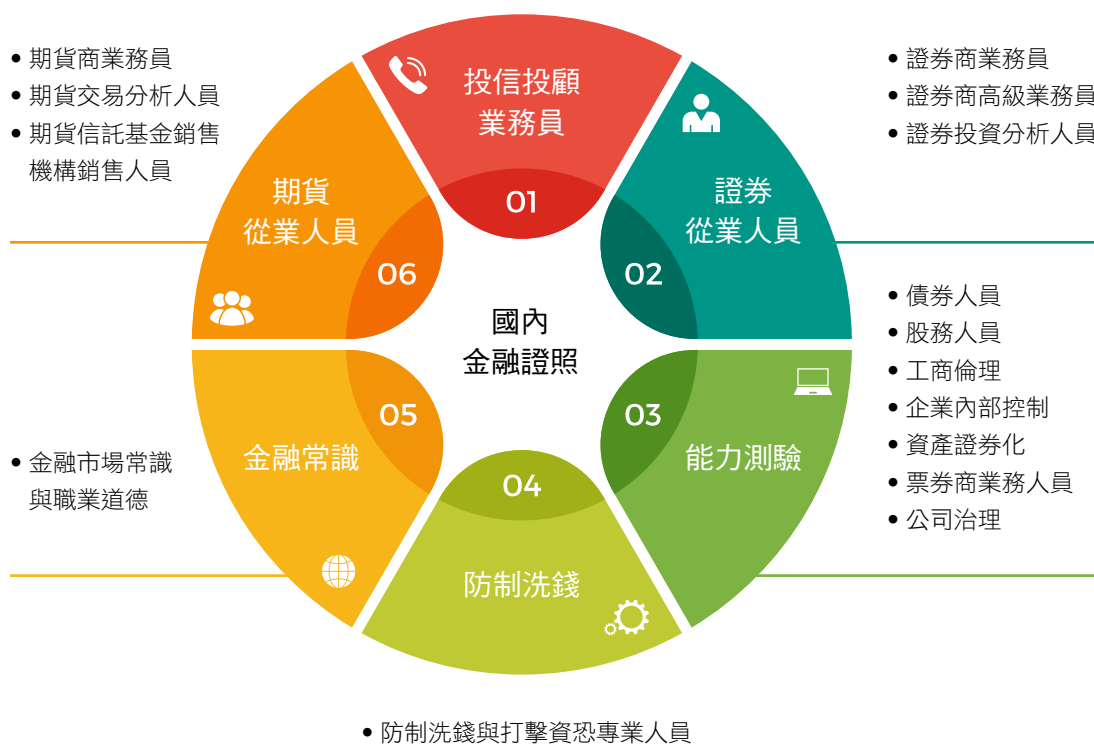 • 期貨商業務員
• 期貨交易分析人員
• 期貨信託基金銷售
機構銷售人員
投信投顧
業務員
01
• 證券商業務員
• 證券商高級業務員
• 證券投資分析人員
證券
從業人員
02
期貨
從業人員
06
國內
金融證照
• 債券人員
• 股務人員
• 工商倫理
• 企業內部控制
• 資產證券化
• 票券商業務人員
• 公司治理
03
能力測驗
05
金融常識
• 金融市場常識
與職業道德
04
防制洗錢
• 防制洗錢與打擊資恐專業人員